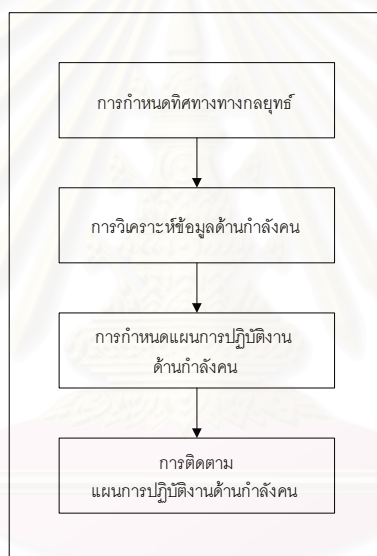 การกำหนดทิศทางทางกลยุทธ์
การวิเคราะห์ข้อมูลด้านกำลังคน
การกำหนดแผนการปฏิบัติงาน
ด้านกำลังคน
การติดตาม
แผนการปฏิบัติงานด้านกำลังคน